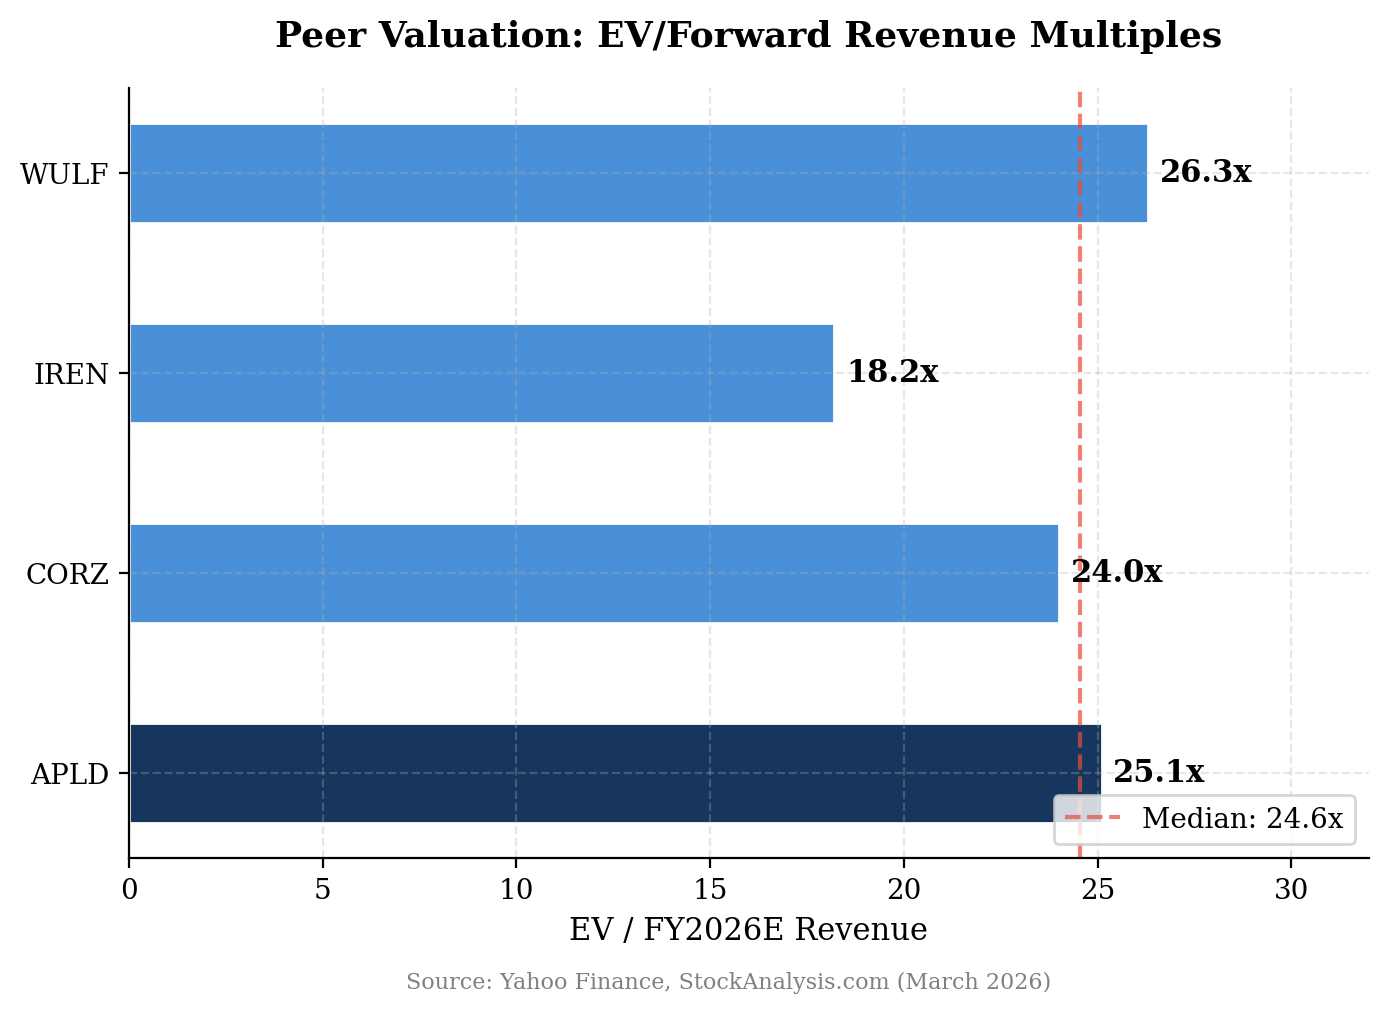 Peer Valuation: EV/Forward Revenue Multiples
WULF
26.3x
IREN
18.2x
CORZ
24.0x
APLD
25.1x
Median: 24.6x
0 5 10 15 20 25 30
EV / FY2026E Revenue
Source: Yahoo Finance, StockAnalysis.com (March 2026)